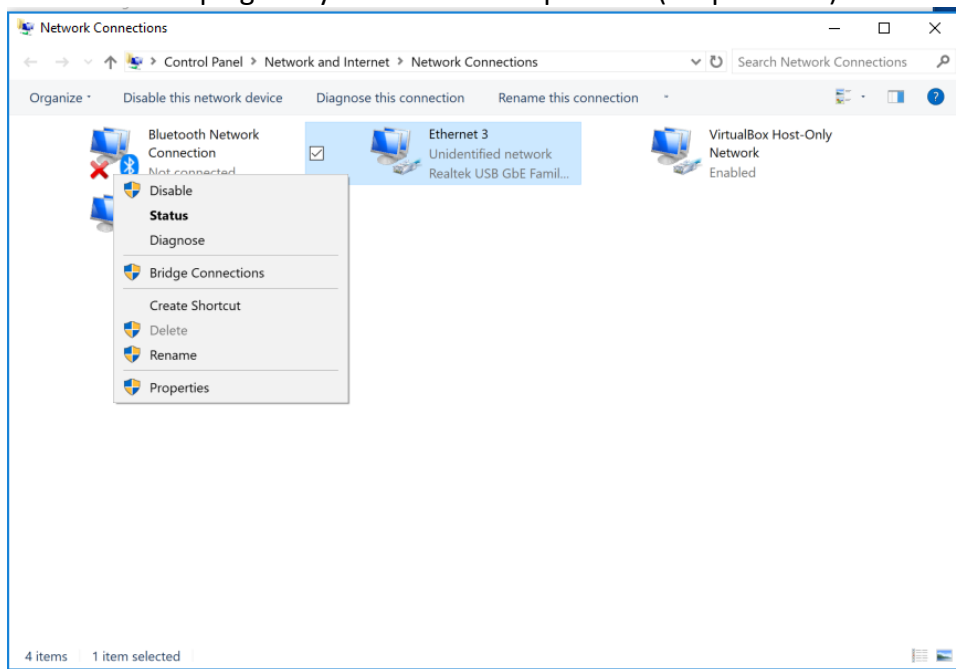 Network Connections
Control Panel > Network and Internet > Network Connections
Search Network Connections
Organize
Disable this network device
Diagnose this connection
Rename this connection
Bluetooth Network
Connection
Not connected
Ethernet 3
Unidentified network
Realtek USB GbE Famil...
VirtualBox Host-Only
Network
Enabled
Disable
Status
Diagnose
Bridge Connections
Create Shortcut
Delete
Rename
Properties
4 items
1 item selected